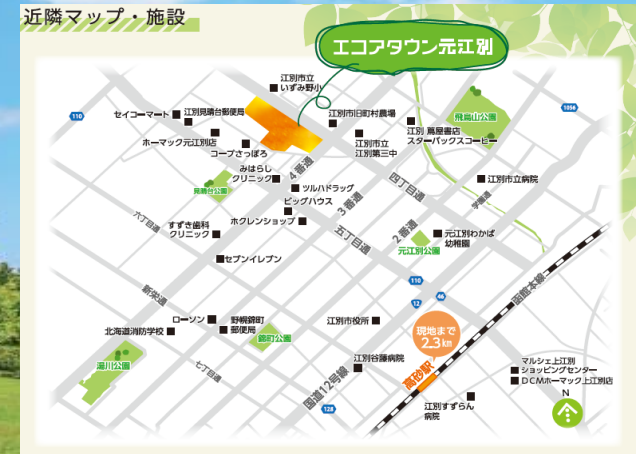 近隣マップ・施設
エコアタウン元江別
江別市立
いずみ野小
110
セイコーマート
江別見晴台郵便局
江別市旧町村農場
飛烏山公園
1056
ホーマック元江別店
江別市立
江別第三中
江別 蔦屋書店
スターバックスコーヒー
コープさっぽろ
4番通
みはらし
クリニック
四丁目通
江別市立病院
見晴台公園
ツルハドラッグ
3番通
学園通
ビッグハウス
六丁目通
すずき歯科
クリニック
ホクレンショップ
五丁目通
2番通
元江別わかば
幼稚園
元江別公園
セブンイレブン
110
新栄通
12
46
函館本線
ローソン
野幌錦町
郵便局
江別市役所
現地まで
2.3km
北海道消防学校
錦町公園
湯川公園
七丁目通
国道12号線
江別谷藤病院
高砂駅
マルシェ上江別
ショッピングセンター
DCMホーマック上江別店
N
128
江別すずらん
病院